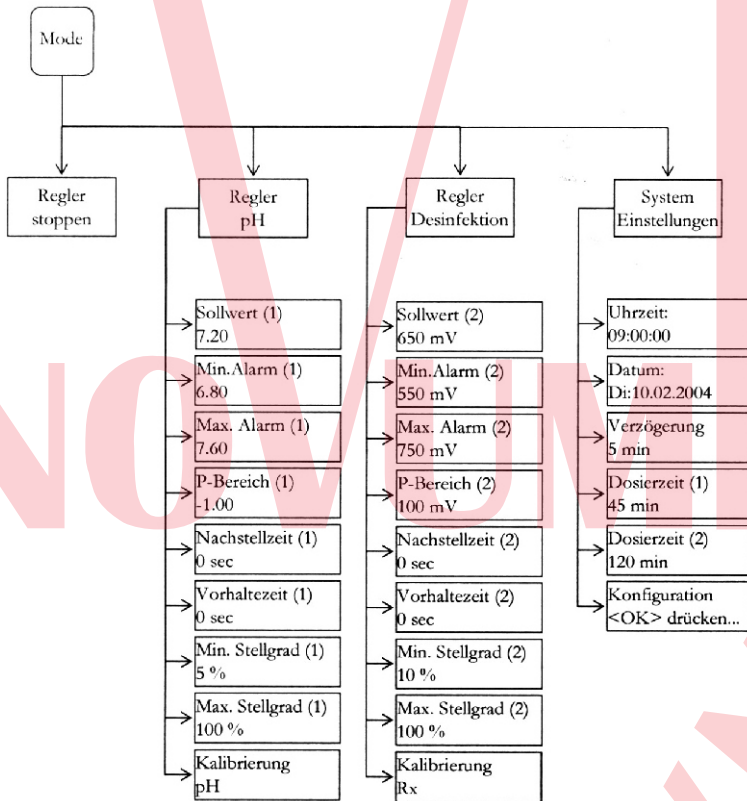 Mode
Regler
stoppen
Regler
pH
Regler
Desinfektion
System
Einstellungen
Sollwert (1)
7.20
Min.Alarm (1)
6.80
Max. Alarm (1)
7.60
P-Bereich (1)
-1.00
Nachstellzeit (1)
0 sec
Vorhaltezeit (1)
0 sec
Min. Stellgrad (1)
5 %
Max. Stellgrad (1)
100 %
Kalibrierung
pH
Sollwert (2)
650 mV
Min.Alarm (2)
550 mV
Max. Alarm (2)
750 mV
P-Bereich (2)
100 mV
Nachstellzeit (2)
0 sec
Vorhaltezeit (2)
0 sec
Min. Stellgrad (2)
10 %
Max. Stellgrad (2)
100 %
Kalibrierung
Rx
Uhrzeit:
09:00:00
Datum:
Di:10.02.2004
Verzögerung
5 min
Dosierzeit (1)
45 min
Dosierzeit (2)
120 min
Konfiguration
<OK> drücken...
NOVUM